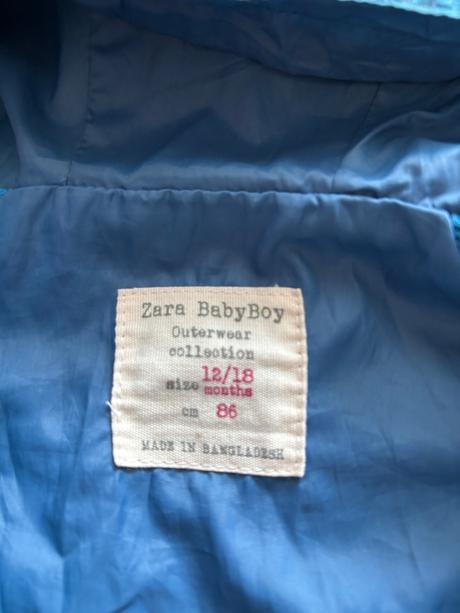 Zara BabyBoy
Outerwear
collection
size 12/18 months
cm 86
MADE IN BANGLADESH